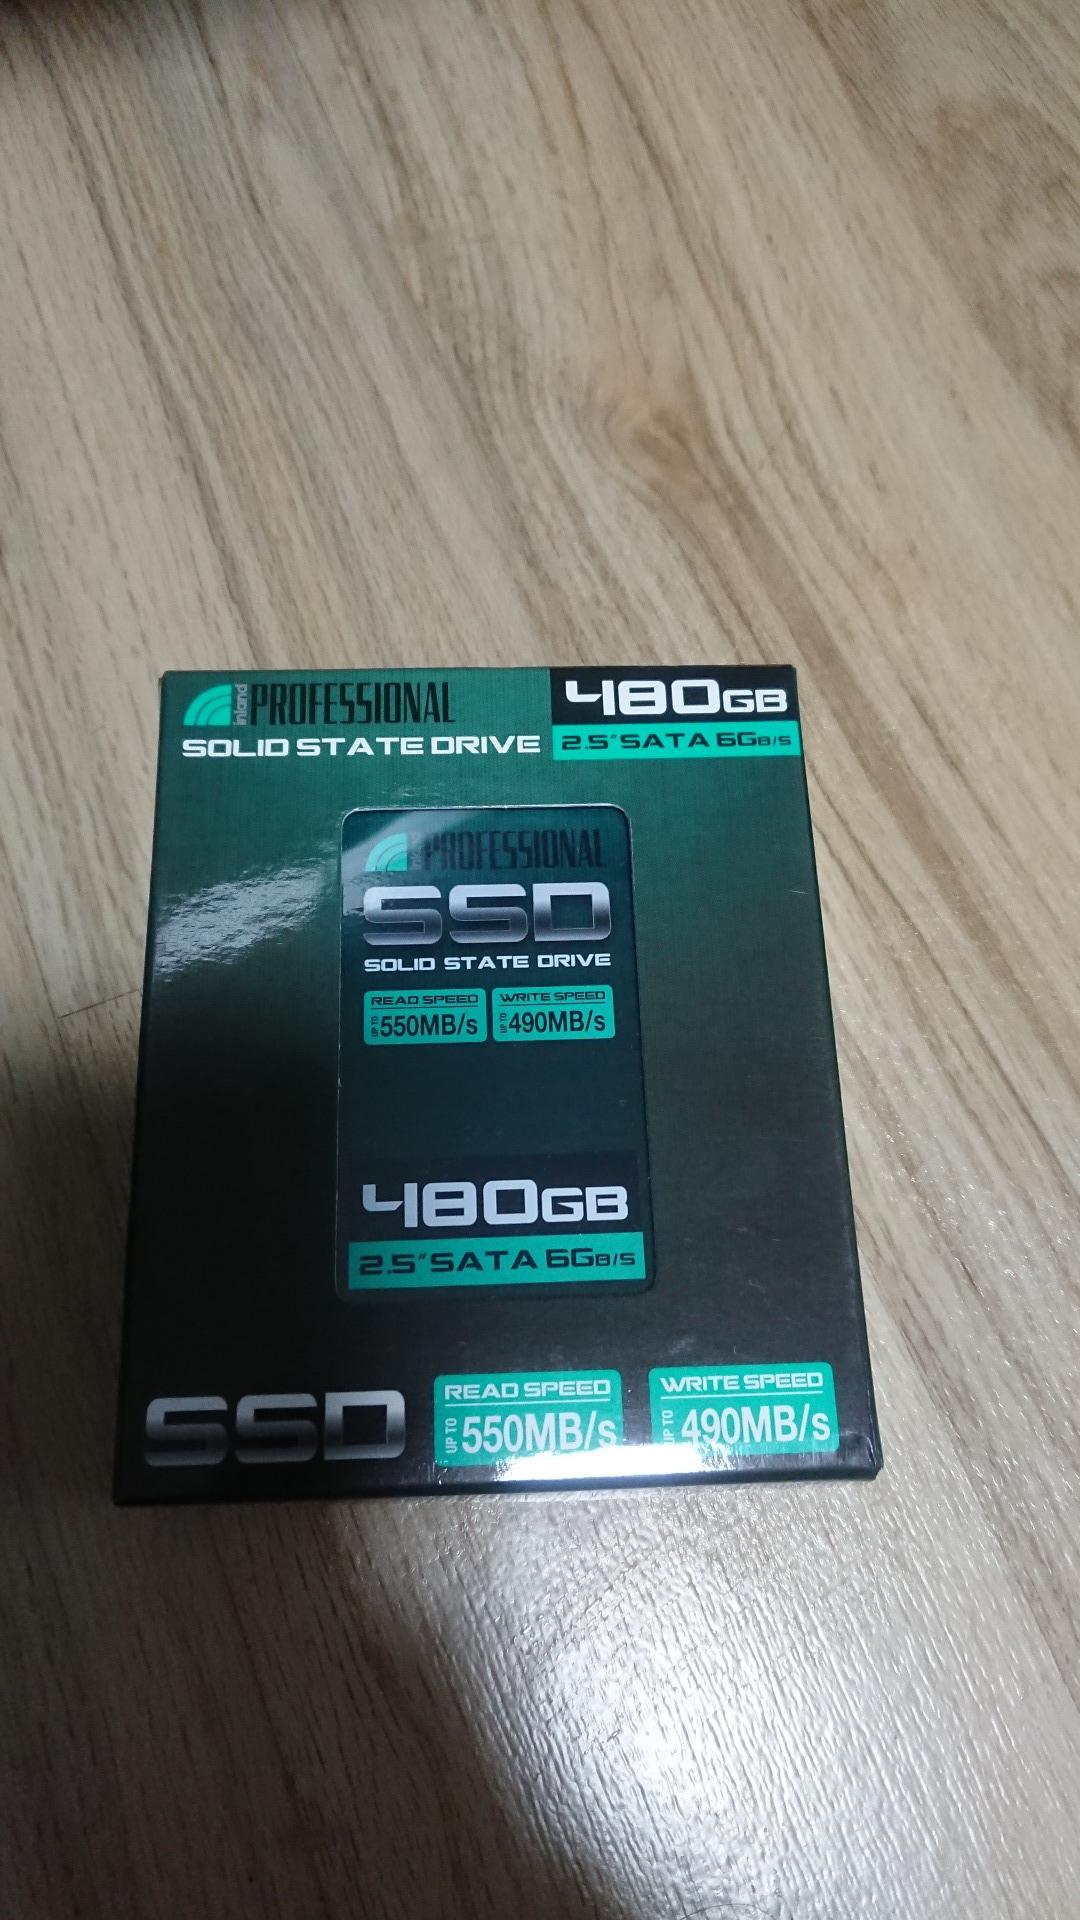 inland PROFESSIONAL
SOLID STATE DRIVE
480GB
2.5" SATA 6GB/S
inland PROFESSIONAL
SSD
SOLID STATE DRIVE
READ SPEED
UP TO 550MB/s
WRITE SPEED
UP TO 490MB/s
480GB
2.5" SATA 6GB/S
SSD
READ SPEED
UP TO 550MB/s
WRITE SPEED
UP TO 490MB/s